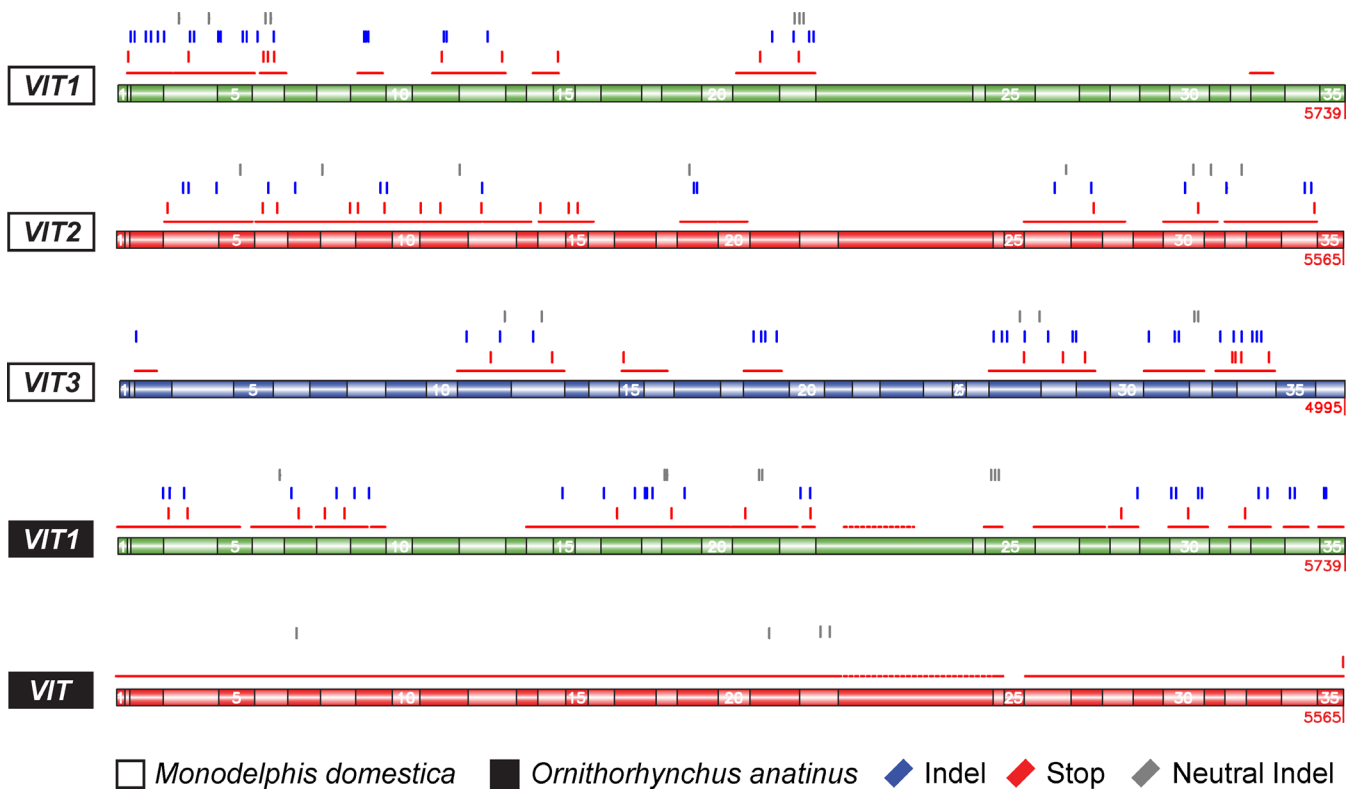 VIT1 1 5 10 15 20 25 30 35
5739
VIT2 1 5 10 15 20 25 30 35
5565
VIT3 1 5 10 15 20 25 30 35
4995
VIT1 1 5 10 15 20 25 30 35
5739
VIT 1 5 10 15 20 25 30 35
5565
Monodelphis domestica Ornithorhynchus anatinus Indel Stop Neutral Indel